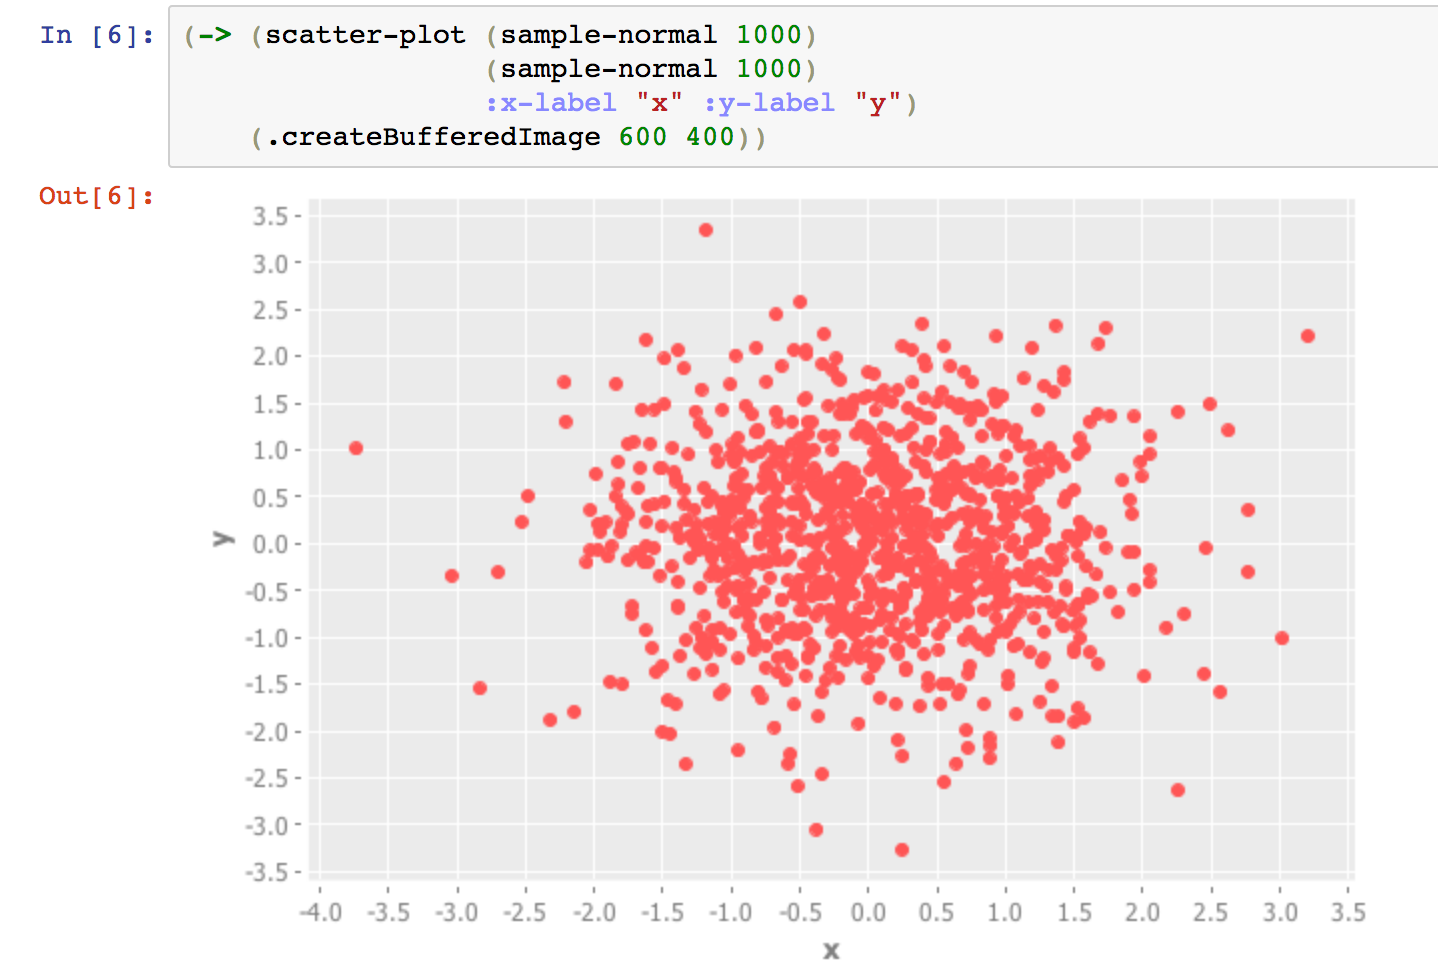 In [6]: (-> (scatter-plot (sample-normal 1000)
(sample-normal 1000)
:x-label "x" :y-label "y")
(.createBufferedImage 600 400))
Out[6]:
3.5
3.0
2.5
2.0
1.5
1.0
0.5
0.0
-0.5
-1.0
-1.5
-2.0
-2.5
-3.0
-3.5
y
-4.0 -3.5 -3.0 -2.5 -2.0 -1.5 -1.0 -0.5 0.0 0.5 1.0 1.5 2.0 2.5 3.0 3.5
x